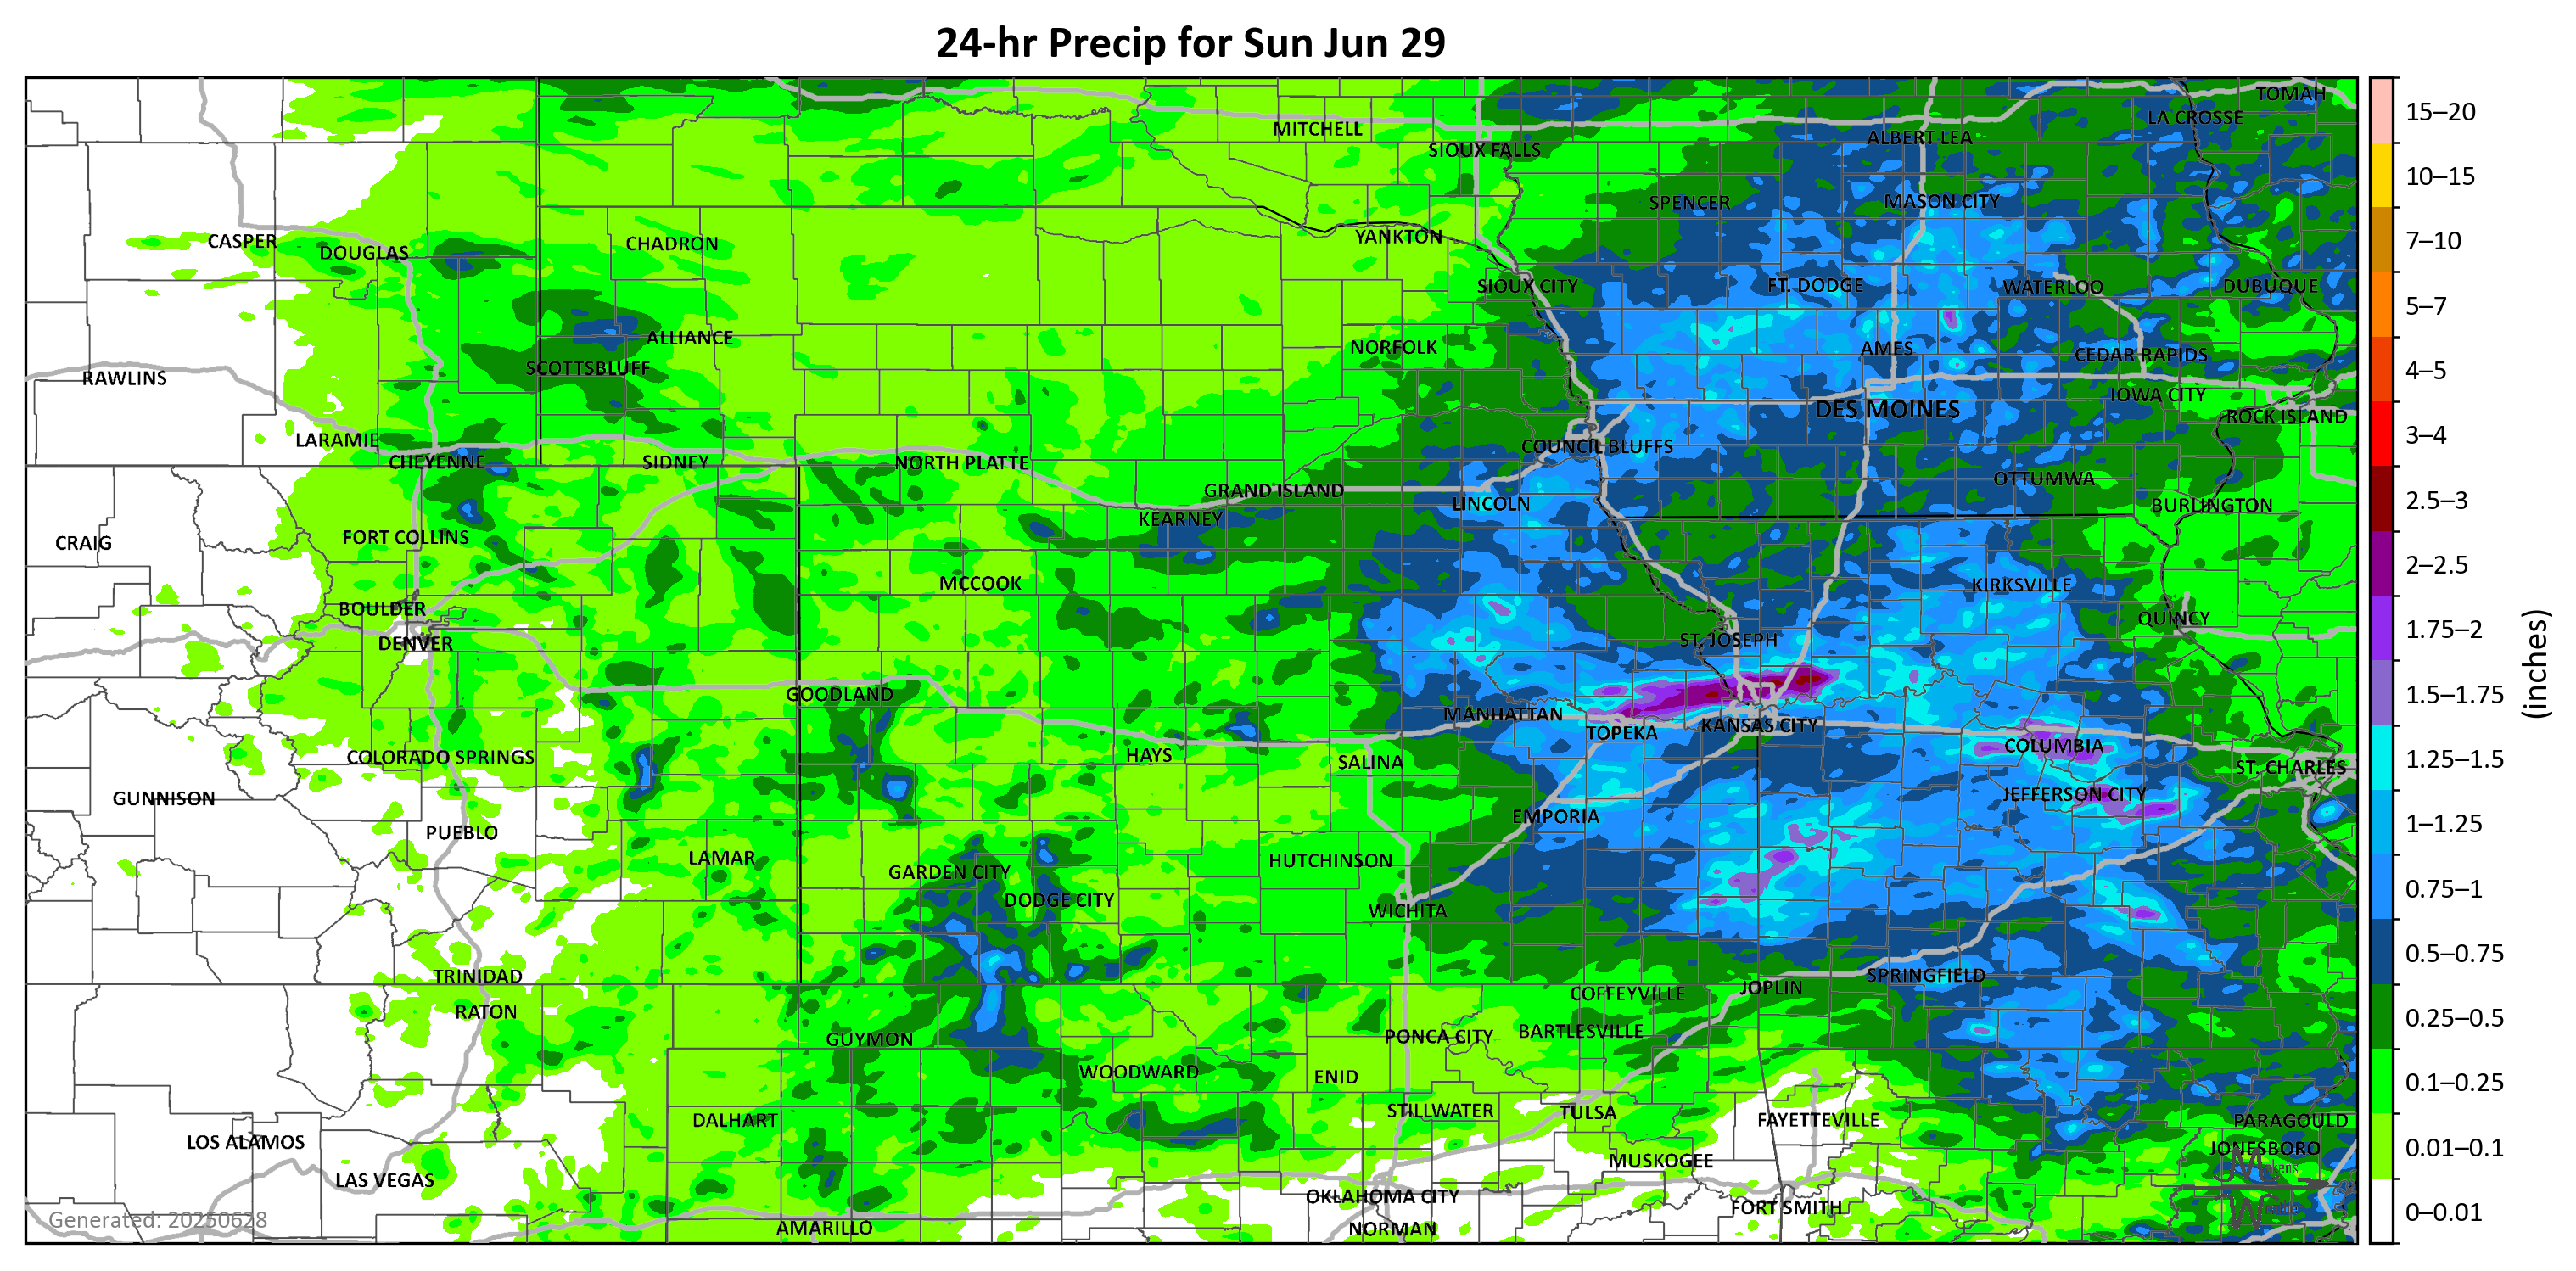 24-hr Precip for Sun Jun 29
TOMAH
LA CROSSE
MITCHELL
ALBERT LEA
SIOUX FALLS
SPENCER
MASON CITY
CASPER
DOUGLAS
CHADRON
YANKTON
SIOUX CITY
FT. DODGE
WATERLOO
DUBUQUE
ALLIANCE
NORFOLK
AMES
CEDAR RAPIDS
SCOTTSBLUFF
RAWLINS
IOWA CITY
DES MOINES
ROCK ISLAND
LARAMIE
COUNCIL BLUFFS
CHEYENNE
SIDNEY
NORTH PLATTE
OTTUMWA
GRAND ISLAND
LINCOLN
BURLINGTON
KEARNEY
CRAIG
FORT COLLINS
MCCOOK
KIRKSVILLE
BOULDER
QUINCY
DENVER
ST. JOSEPH
GOODLAND
MANHATTAN
TOPEKA
KANSAS CITY
COLUMBIA
COLORADO SPRINGS
HAYS
SALINA
ST. CHARLES
GUNNISON
JEFFERSON CITY
EMPORIA
PUEBLO
LAMAR
HUTCHINSON
GARDEN CITY
DODGE CITY
WICHITA
TRINIDAD
SPRINGFIELD
JOPLIN
COFFEYVILLE
RATON
GUYMON
PONCA CITY
BARTLESVILLE
WOODWARD
ENID
STILLWATER
TULSA
DALHART
FAYETTEVILLE
PARAGOULD
LOS ALAMOS
JONESBORO
MUSKOGEE
LAS VEGAS
OKLAHOMA CITY
FORT SMITH
AMARILLO
NORMAN
Generated: 20250628
15–20
10–15
7–10
5–7
4–5
3–4
2.5–3
2–2.5
1.75–2
1.5–1.75
1.25–1.5
1–1.25
0.75–1
0.5–0.75
0.25–0.5
0.1–0.25
0.01–0.1
0–0.01
(inches)